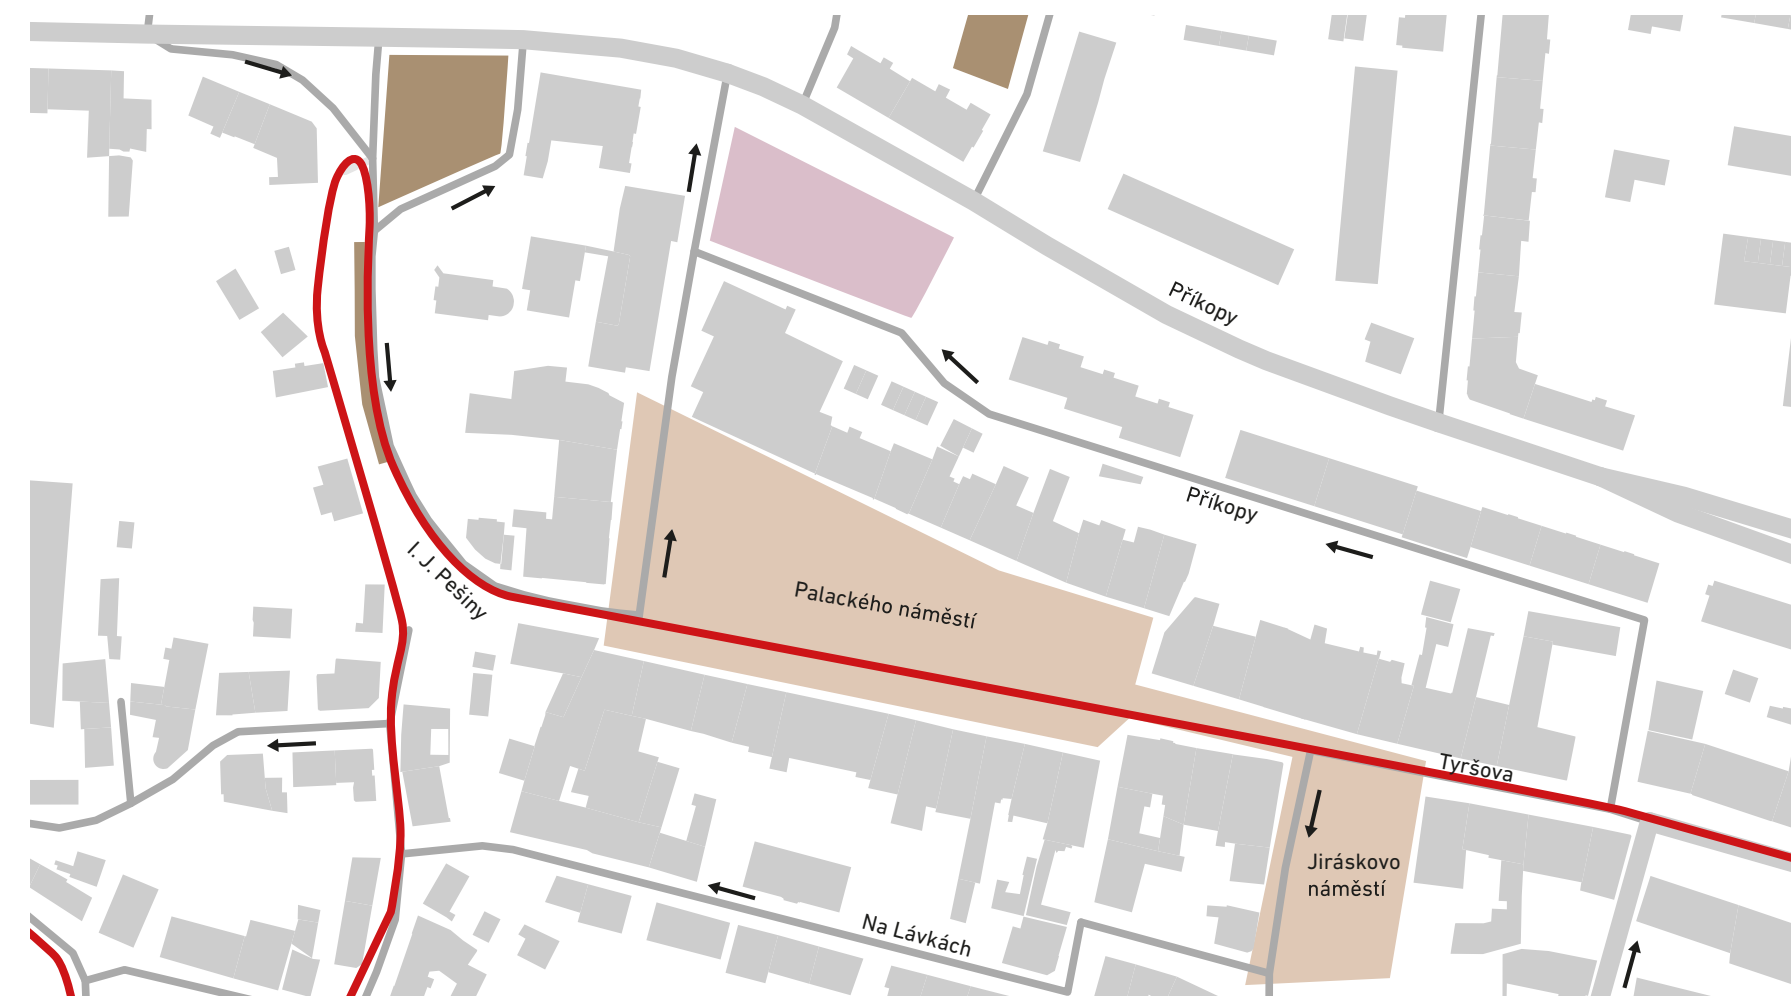 Příkopy
Příkopy
I. J. Pešiny
Palackého náměstí
Tyršova
Jiráskovo
náměstí
Na Lávkách